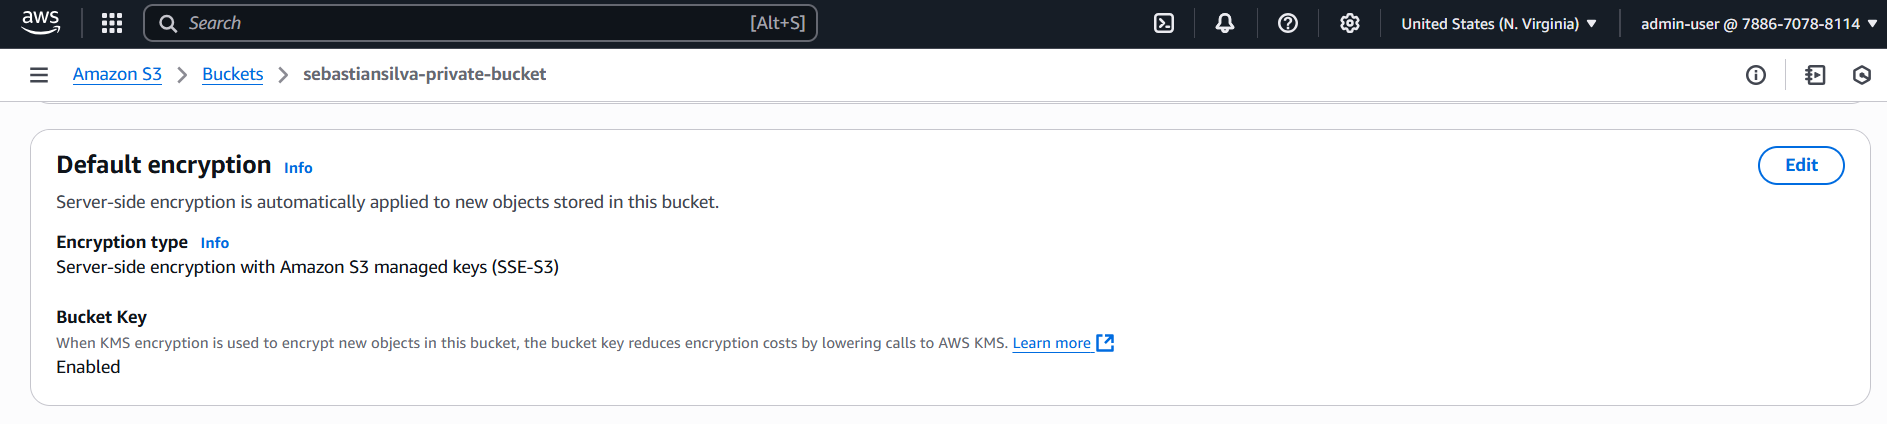 aws Search [Alt+S] United States (N. Virginia) admin-user @ 7886-7078-8114
Amazon S3 Buckets sebastiansilva-private-bucket
Default encryption Info Edit
Server-side encryption is automatically applied to new objects stored in this bucket.
Encryption type Info
Server-side encryption with Amazon S3 managed keys (SSE-S3)
Bucket Key
When KMS encryption is used to encrypt new objects in this bucket, the bucket key reduces encryption costs by lowering calls to AWS KMS. Learn more
Enabled